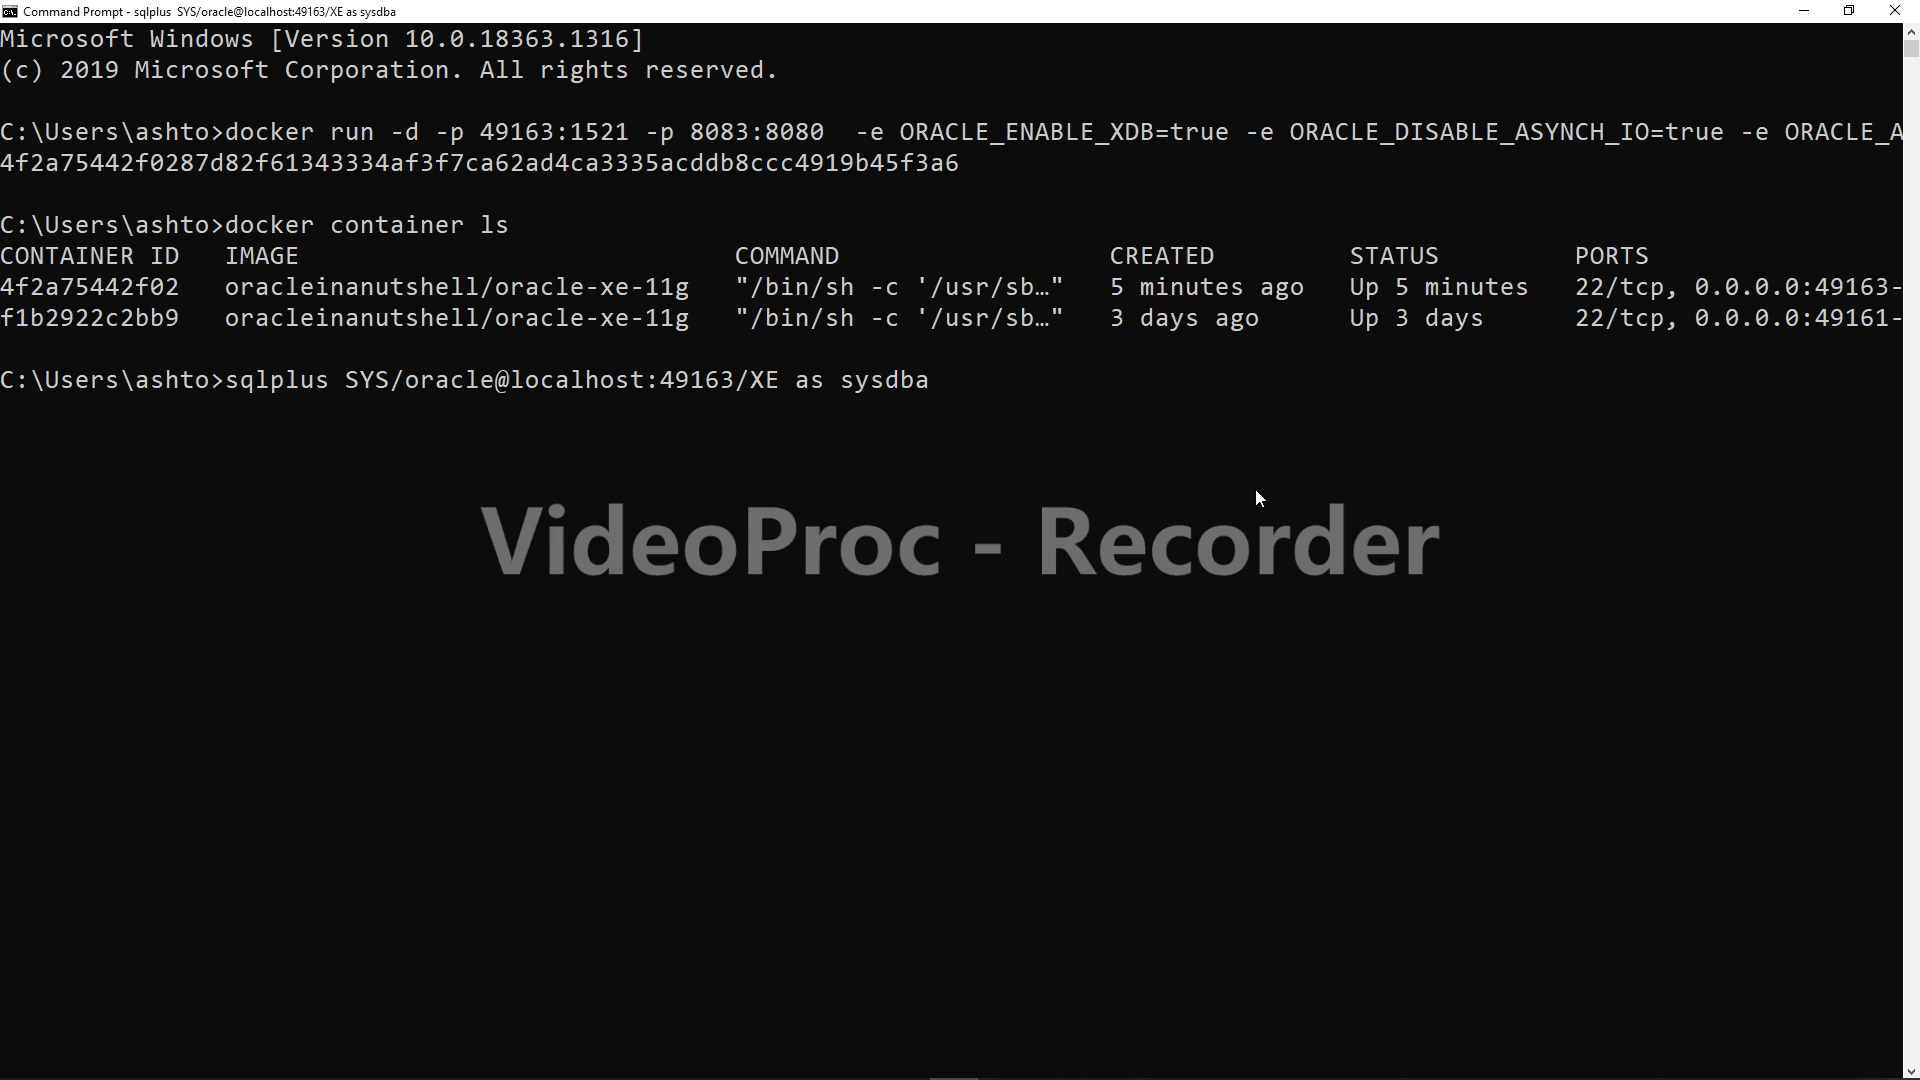 Command Prompt - sqlplus  SYS/oracle@localhost:49163/XE as sysdba
Microsoft Windows [Version 10.0.18363.1316]
(c) 2019 Microsoft Corporation. All rights reserved.
C:\Users\ashto>docker run -d -p 49163:1521 -p 8083:8080  -e ORACLE_ENABLE_XDB=true -e ORACLE_DISABLE_ASYNCH_IO=true -e ORACLE_A
4f2a75442f0287d82f61343334af3f7ca62ad4ca3335acddb8ccc4919b45f3a6
C:\Users\ashto>docker container ls
CONTAINER ID   IMAGE                             COMMAND                  CREATED         STATUS         PORTS
4f2a75442f02   oracleinanutshell/oracle-xe-11g   "/bin/sh -c '/usr/sb…"   5 minutes ago   Up 5 minutes   22/tcp, 0.0.0.0:49163-
f1b2922c2bb9   oracleinanutshell/oracle-xe-11g   "/bin/sh -c '/usr/sb…"   3 days ago      Up 3 days      22/tcp, 0.0.0.0:49161-
C:\Users\ashto>sqlplus SYS/oracle@localhost:49163/XE as sysdba
VideoProc - Recorder